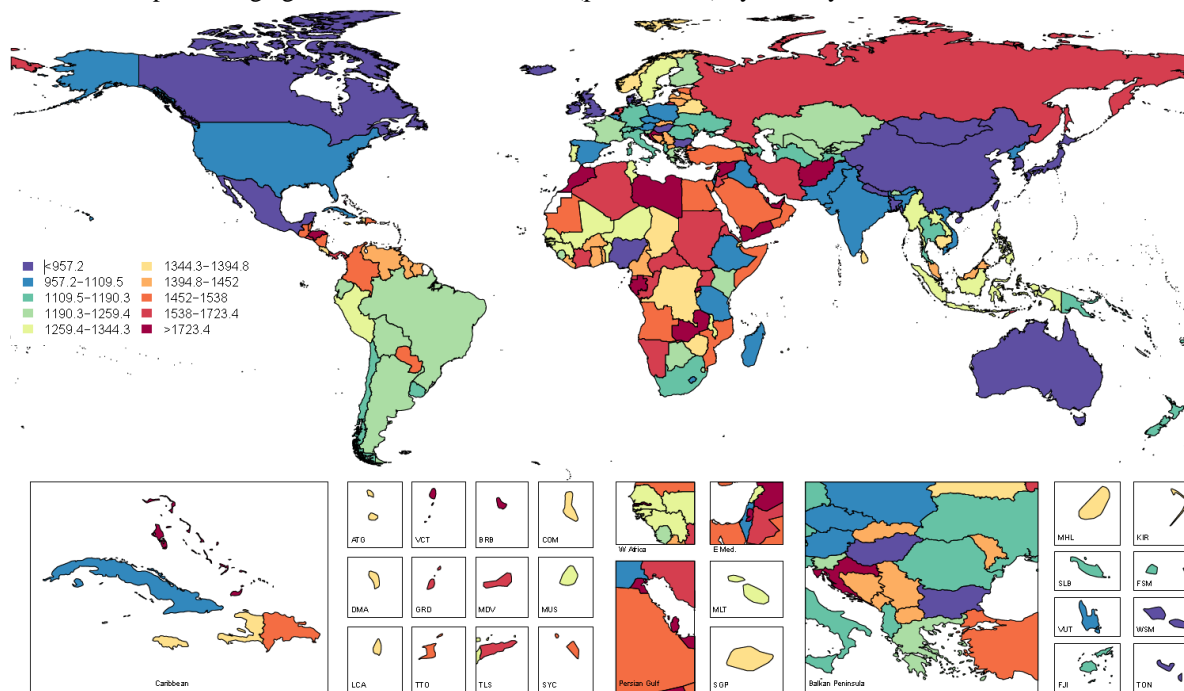 <957.2
957.2−1109.5
1109.5−1190.3
1190.3−1259.4
1259.4−1344.3
1344.3−1394.8
1394.8−1452
1452−1538
1538−1723.4
>1723.4
Caribbean
ATG
VCT
BRB
COM
DMA
GRD
MDV
MUS
LCA
TTO
TLS
SYC
W Africa
E Med.
Persian Gulf
MLT
SGP
Balkan Peninsula
MHL
KIR
SLB
FSM
VUT
WSM
FJI
TON